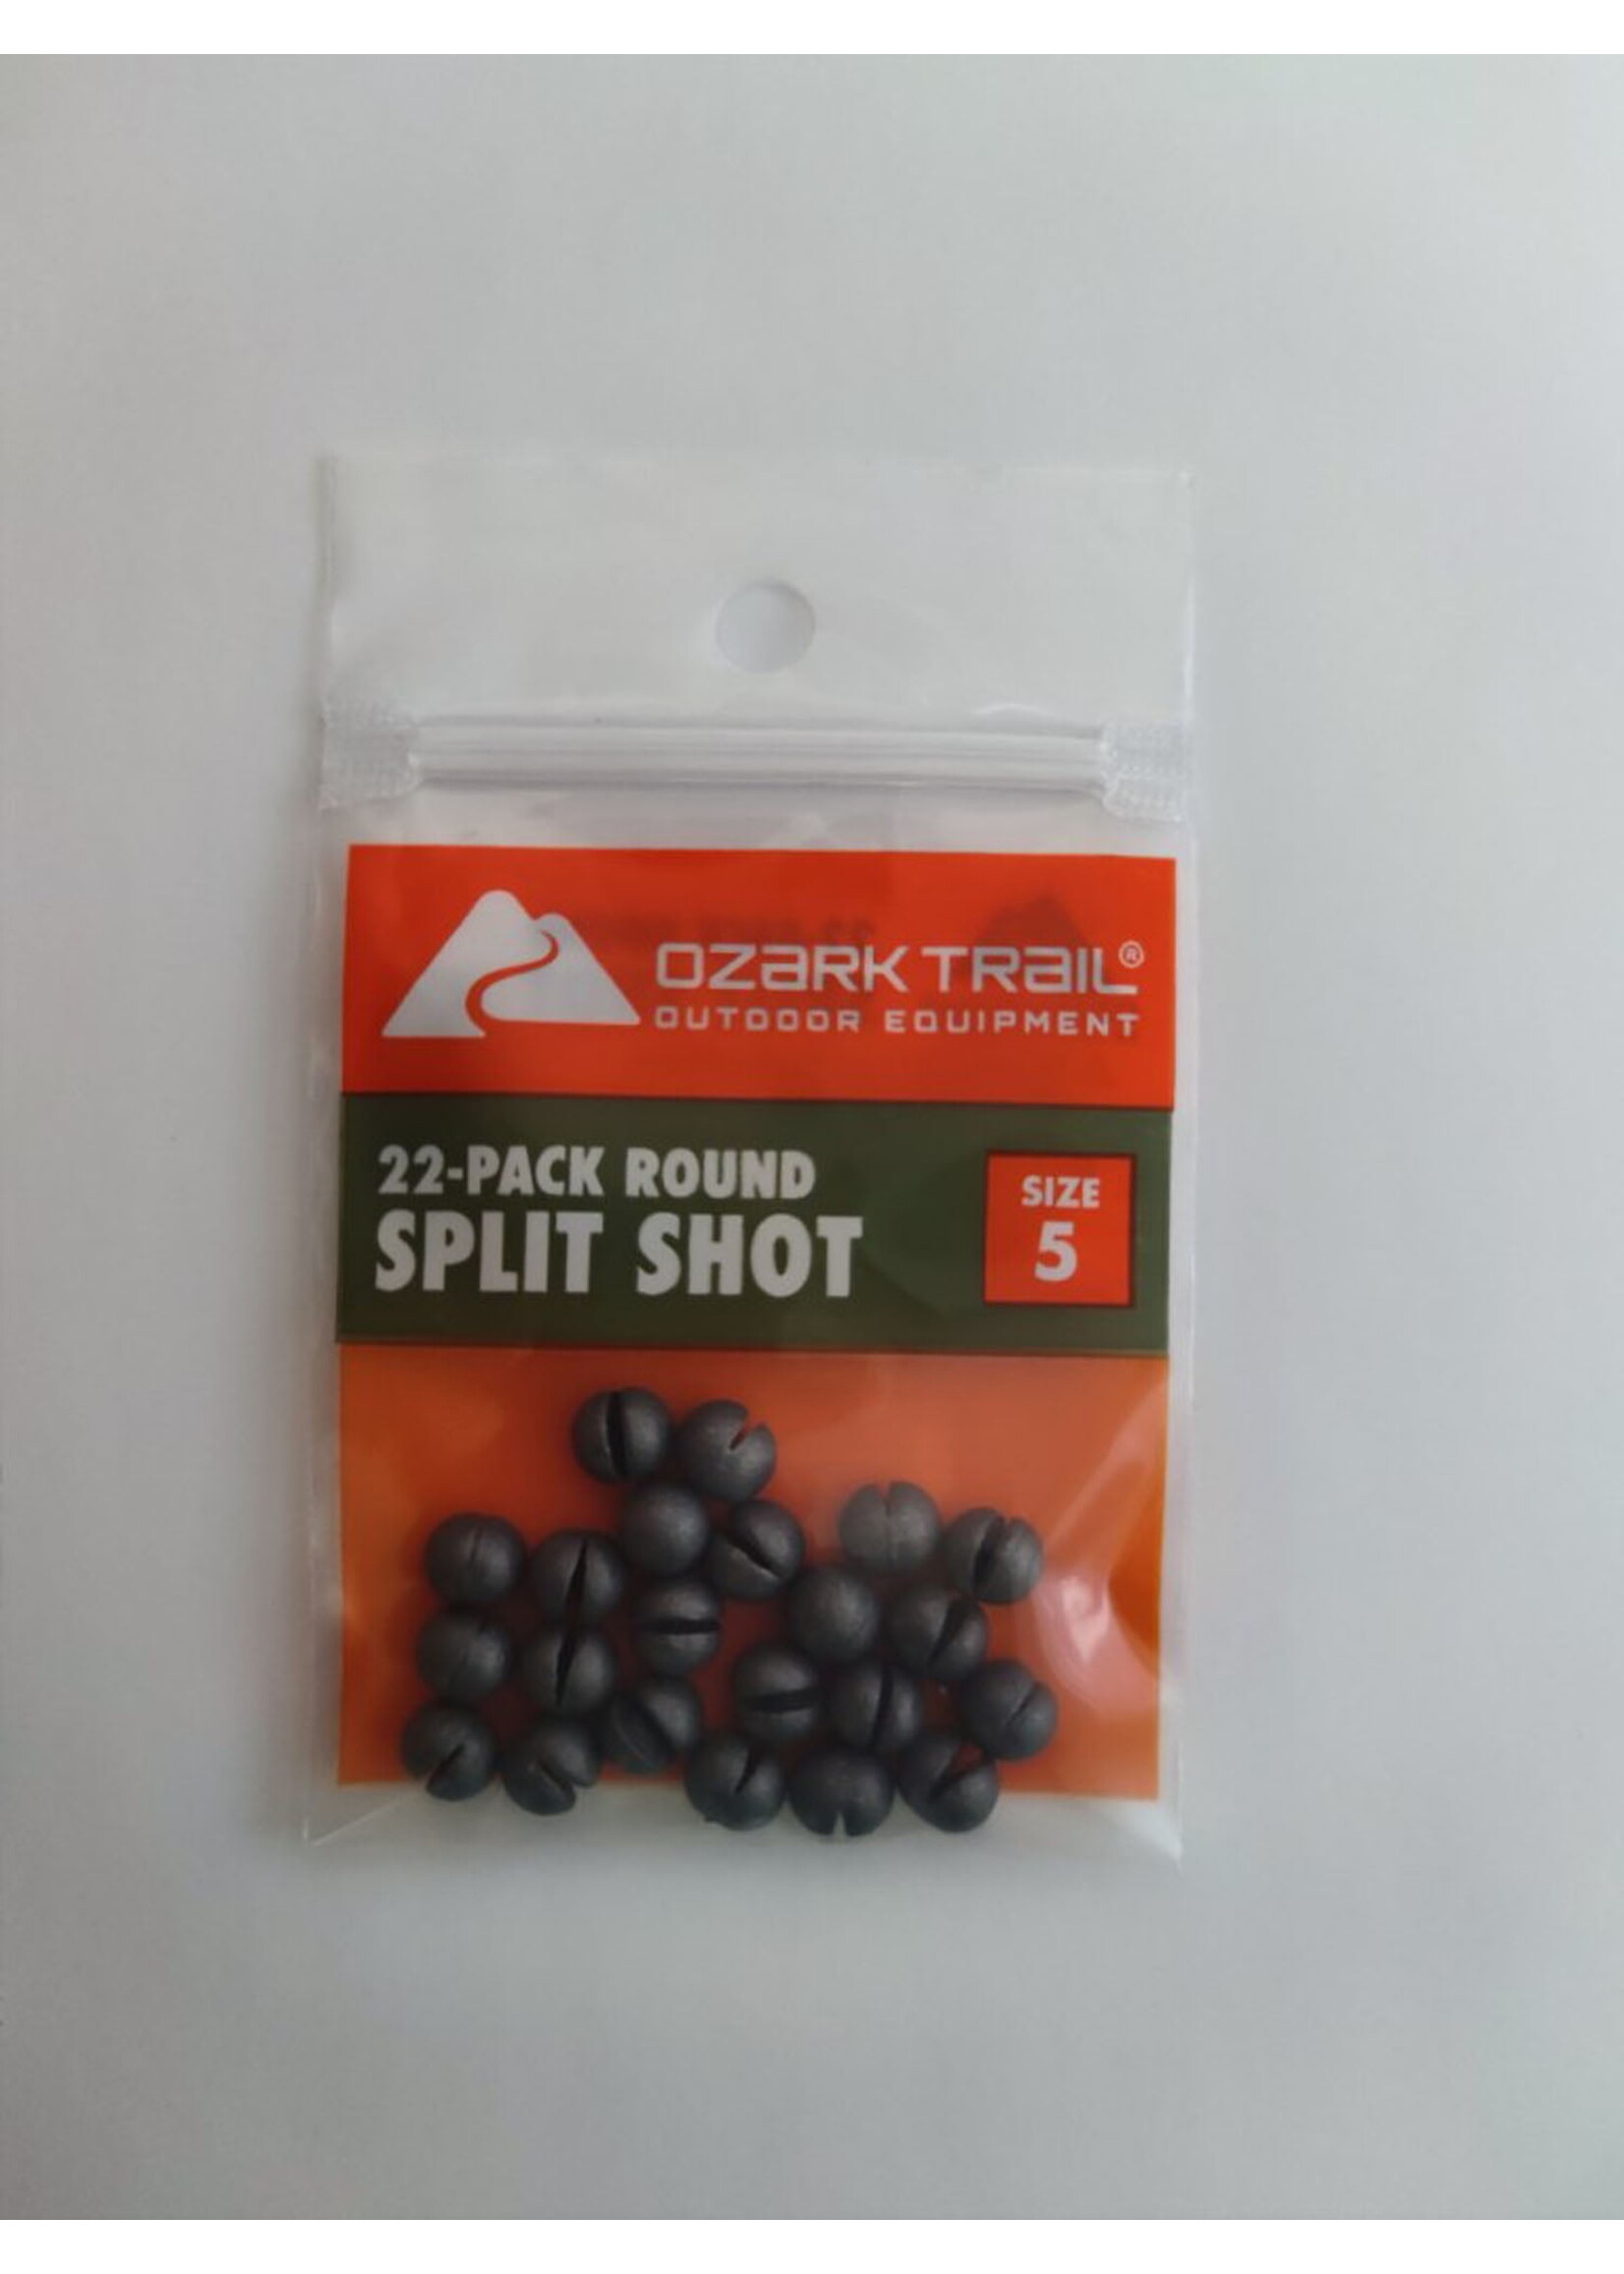 OZARK TRAIL®
OUTDOOR EQUIPMENT
22-PACK ROUND
SPLIT SHOT
SIZE
5